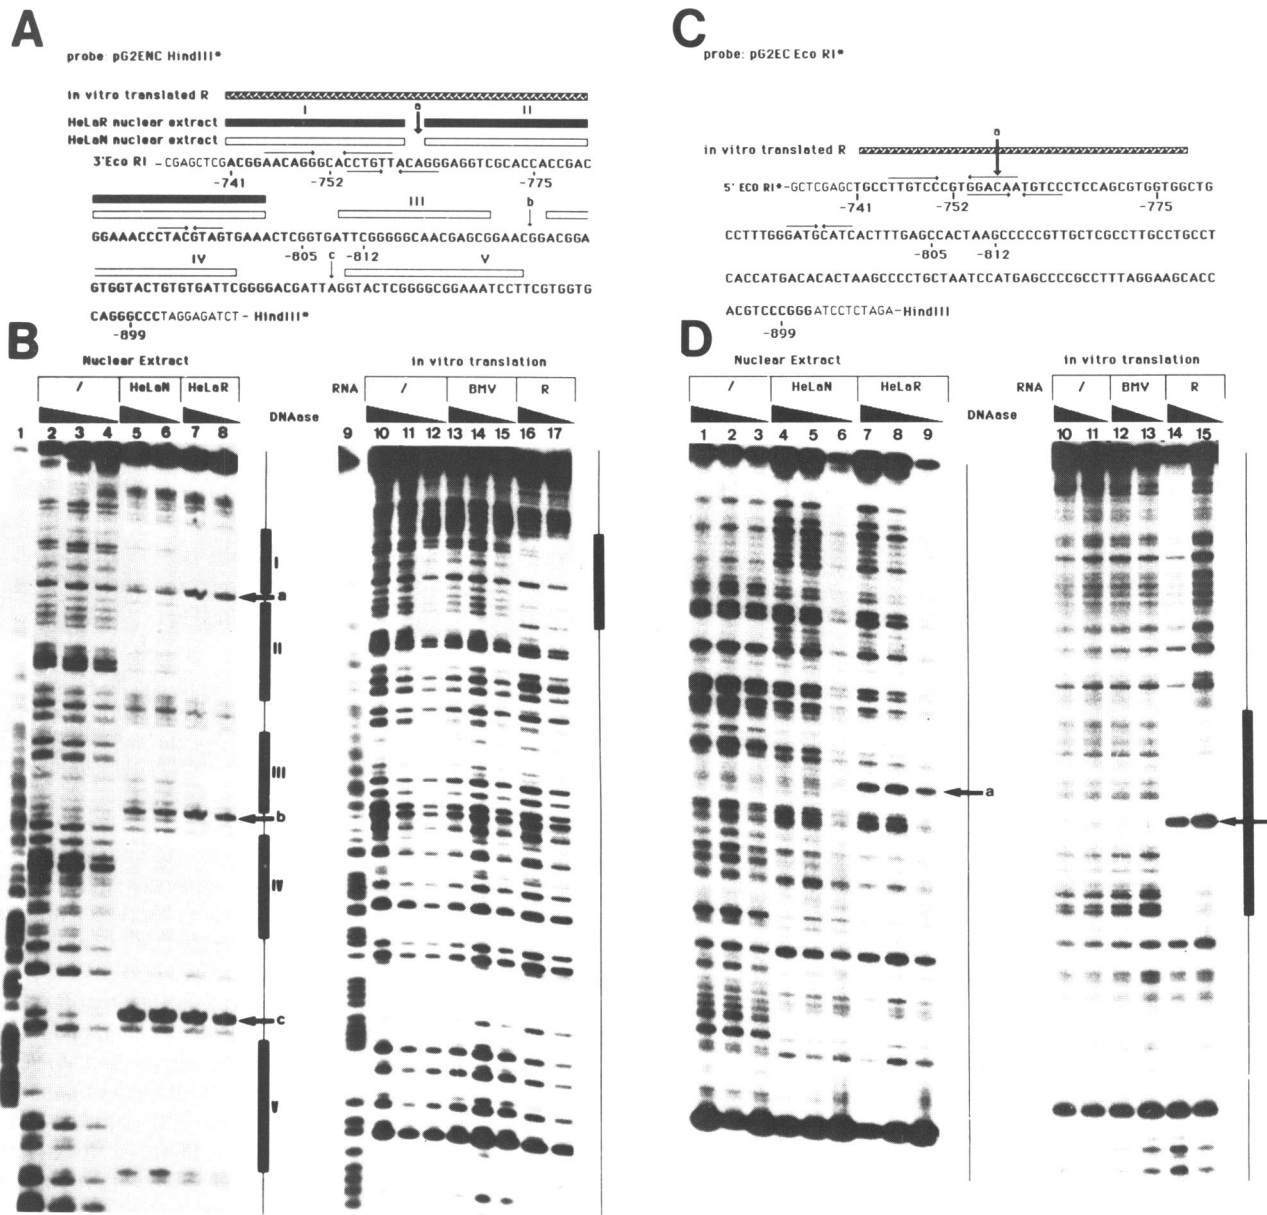 A
probe: pG2ENC HindIII*
in vitro translated R
I
a
II
HeLaR nuclear extract
HeLaN nuclear extract
3'Eco RI - CGAGCTCGACGGAACAGGGCACCTGTTACAGGGAGGTCGCACCACCGAC
-741
-752
-775
III
b
GGAAACCCTACGTAGTGAAACTCGGTGATTCGGGGGCAACGAGCGGAACGGACGGA
-805
-812
IV
c
V
GTGGTACTGTGTGATTCGGGGACGATTAGGTACTCGGGGCGGAAATCCTTCGTGGTG
CAGGGCCCTAGGAGATCT - HindIII*
-899
C
probe: pG2EC Eco RI*
a
in vitro translated R
5' ECO RI*-GCTCGAGCTGCCTTGTCCCGTGGACAATGTCCCTCCAGCGTGGTGGCTG
-741
-752
-775
CCTTTGGGATGCATCACTTTGAGCCACTAAGCCCCCGTTGCTCGCCTTGCCTGCCT
-805
-812
CACCATGACACACTAAGCCCCTGCTAATCCATGAGCCCCGCCTTTAGGAAGCACC
ACGTCCCGGGATCCTCTAGA-HindIII
-899
B
Nuclear Extract
/
HeLaN
HeLaR
DNAase
1 2 3 4 5 6 7 8
I
a
II
III
b
IV
c
V
in vitro translation
RNA
/
BMV
R
9 10 11 12 13 14 15 16 17
D
Nuclear Extract
/
HeLaN
HeLaR
DNAase
1 2 3 4 5 6 7 8 9
a
in vitro translation
RNA
/
BMV
R
10 11 12 13 14 15